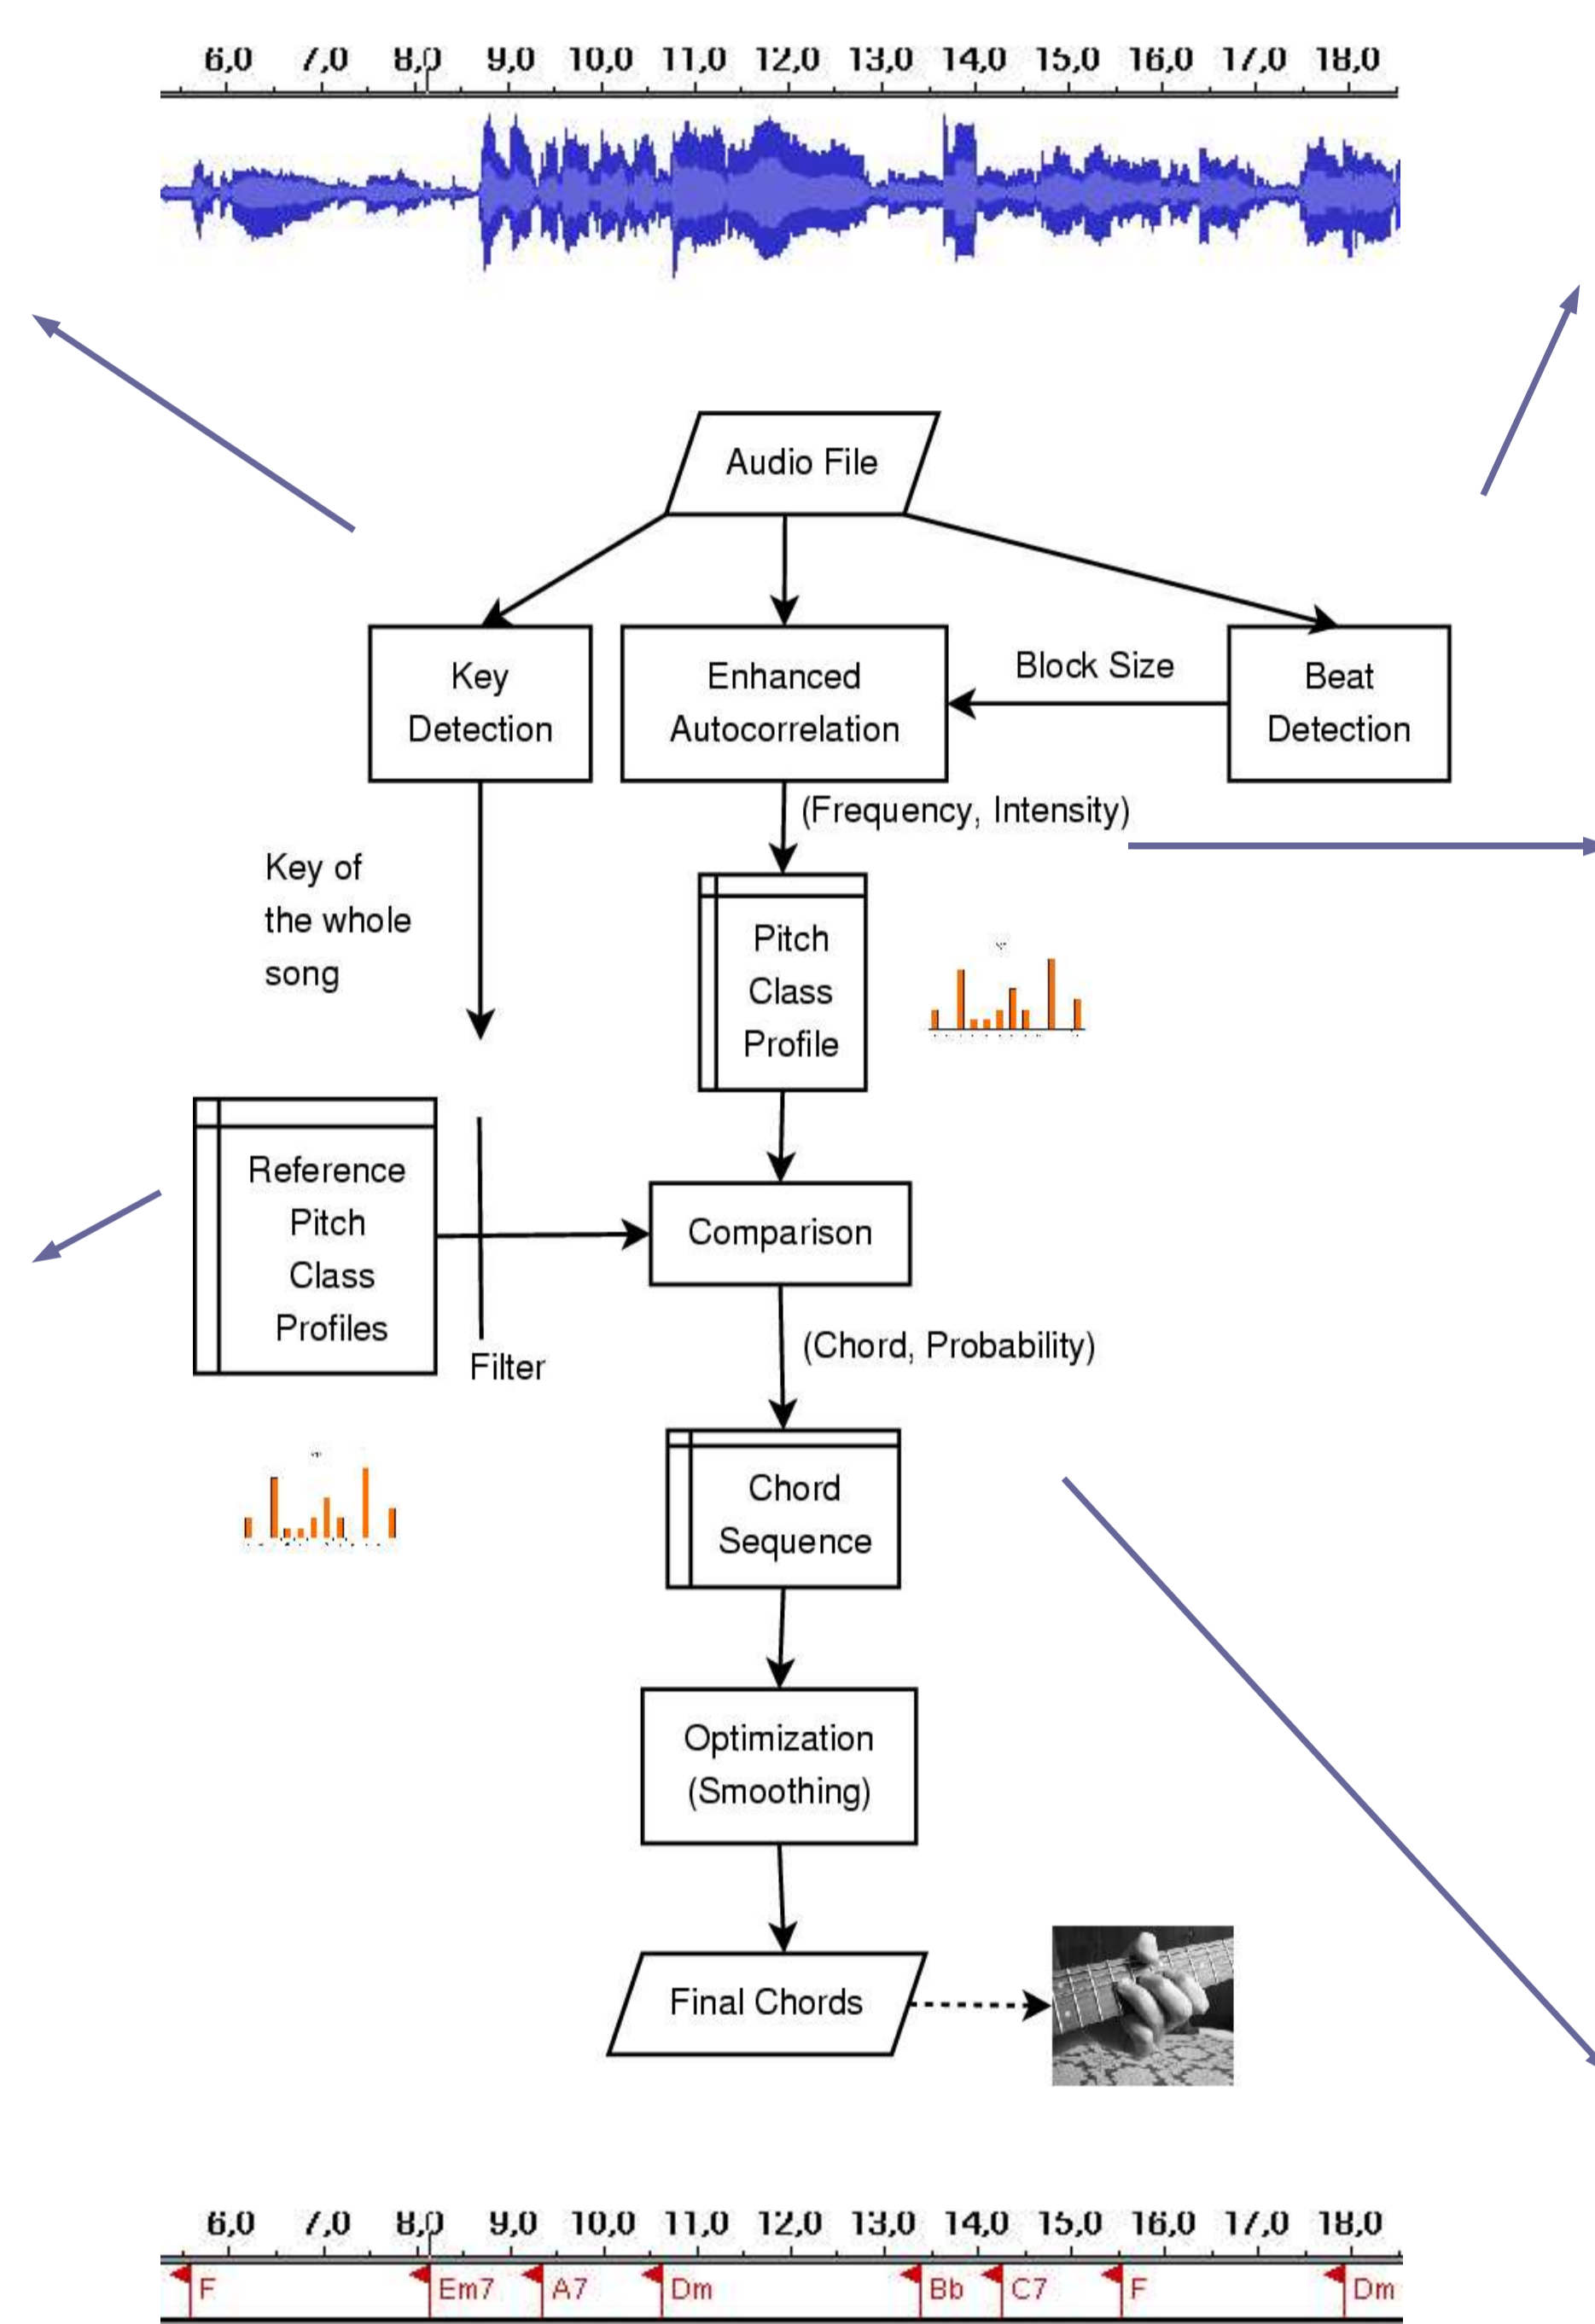 6,0 7,0 8,0 9,0 10,0 11,0 12,0 13,0 14,0 15,0 16,0 17,0 18,0
Audio File
Key
Detection
Enhanced
Autocorrelation
Block Size
Beat
Detection
(Frequency, Intensity)
Key of
the whole
song
Pitch
Class
Profile
Reference
Pitch
Class
Profiles
Filter
Comparison
(Chord, Probability)
Chord
Sequence
Optimization
(Smoothing)
Final Chords
6,0 7,0 8,0 9,0 10,0 11,0 12,0 13,0 14,0 15,0 16,0 17,0 18,0
F Em7 A7 Dm Bb C7 F Dm